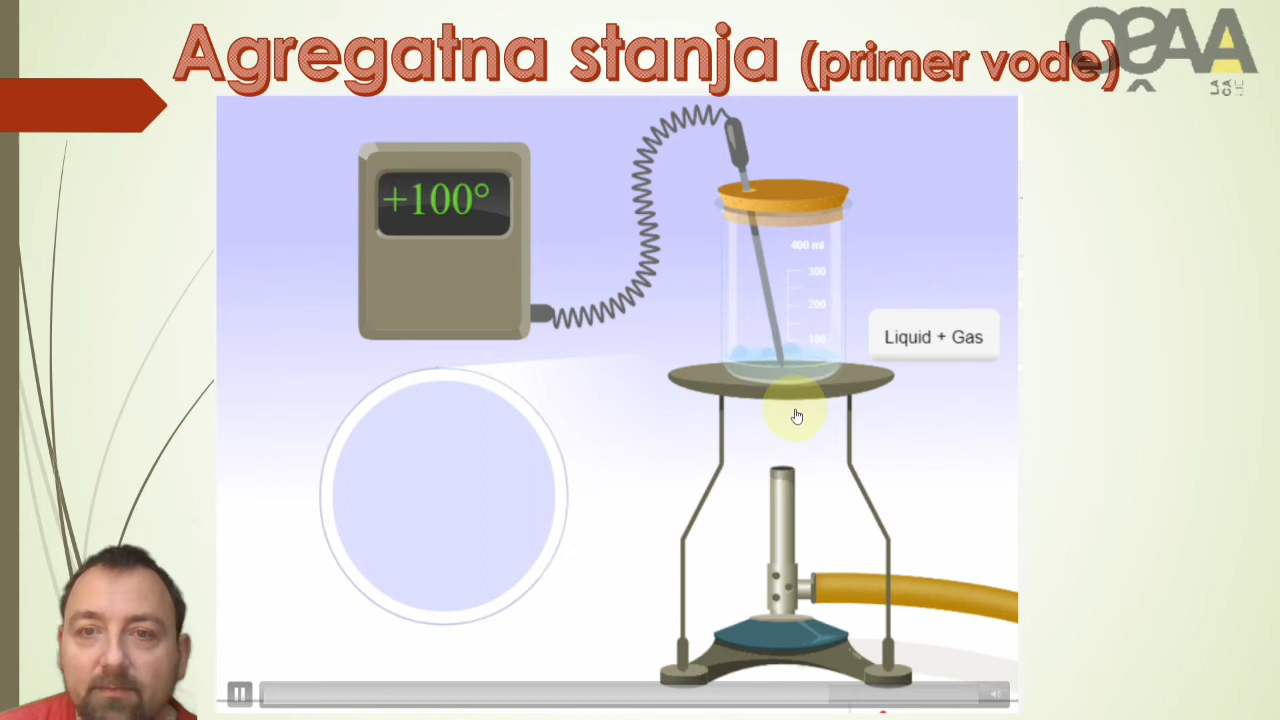 Agregatna stanja (primer vode)
+100°
400 ml
300
200
100
Liquid + Gas